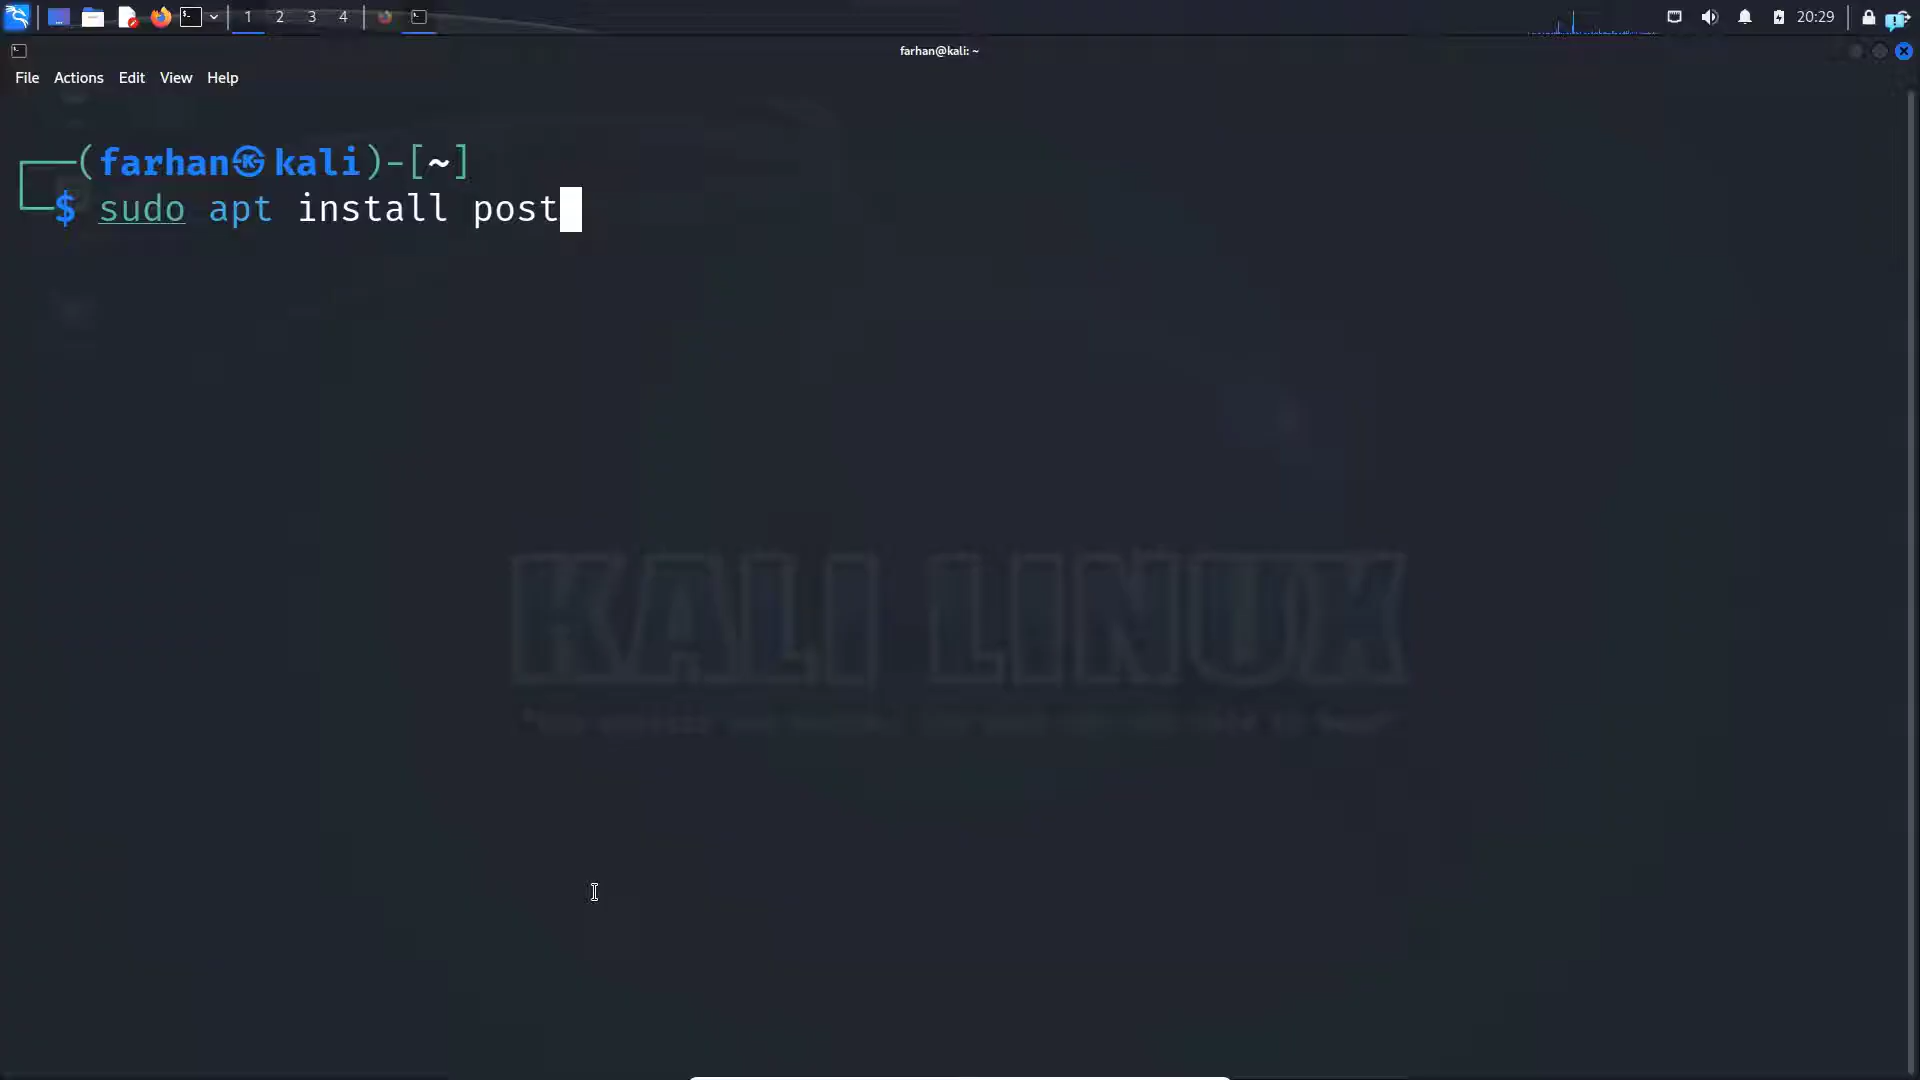 1 2 3 4 20:29
farhan@kali: ~
File Actions Edit View Help
┌──(farhan㉿kali)-[~]
└─$ sudo apt install post
KALI LINUX